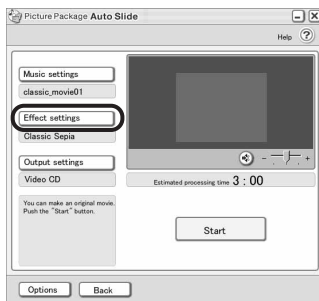 Picture Package Auto Slide
Help ?
Music settings
classic_movie01
Effect settings
Classic Sepia
Output settings
Video CD
Estimated processing time 3 : 00
You can make an original movie.
Push the "Start" button.
Start
Options
Back